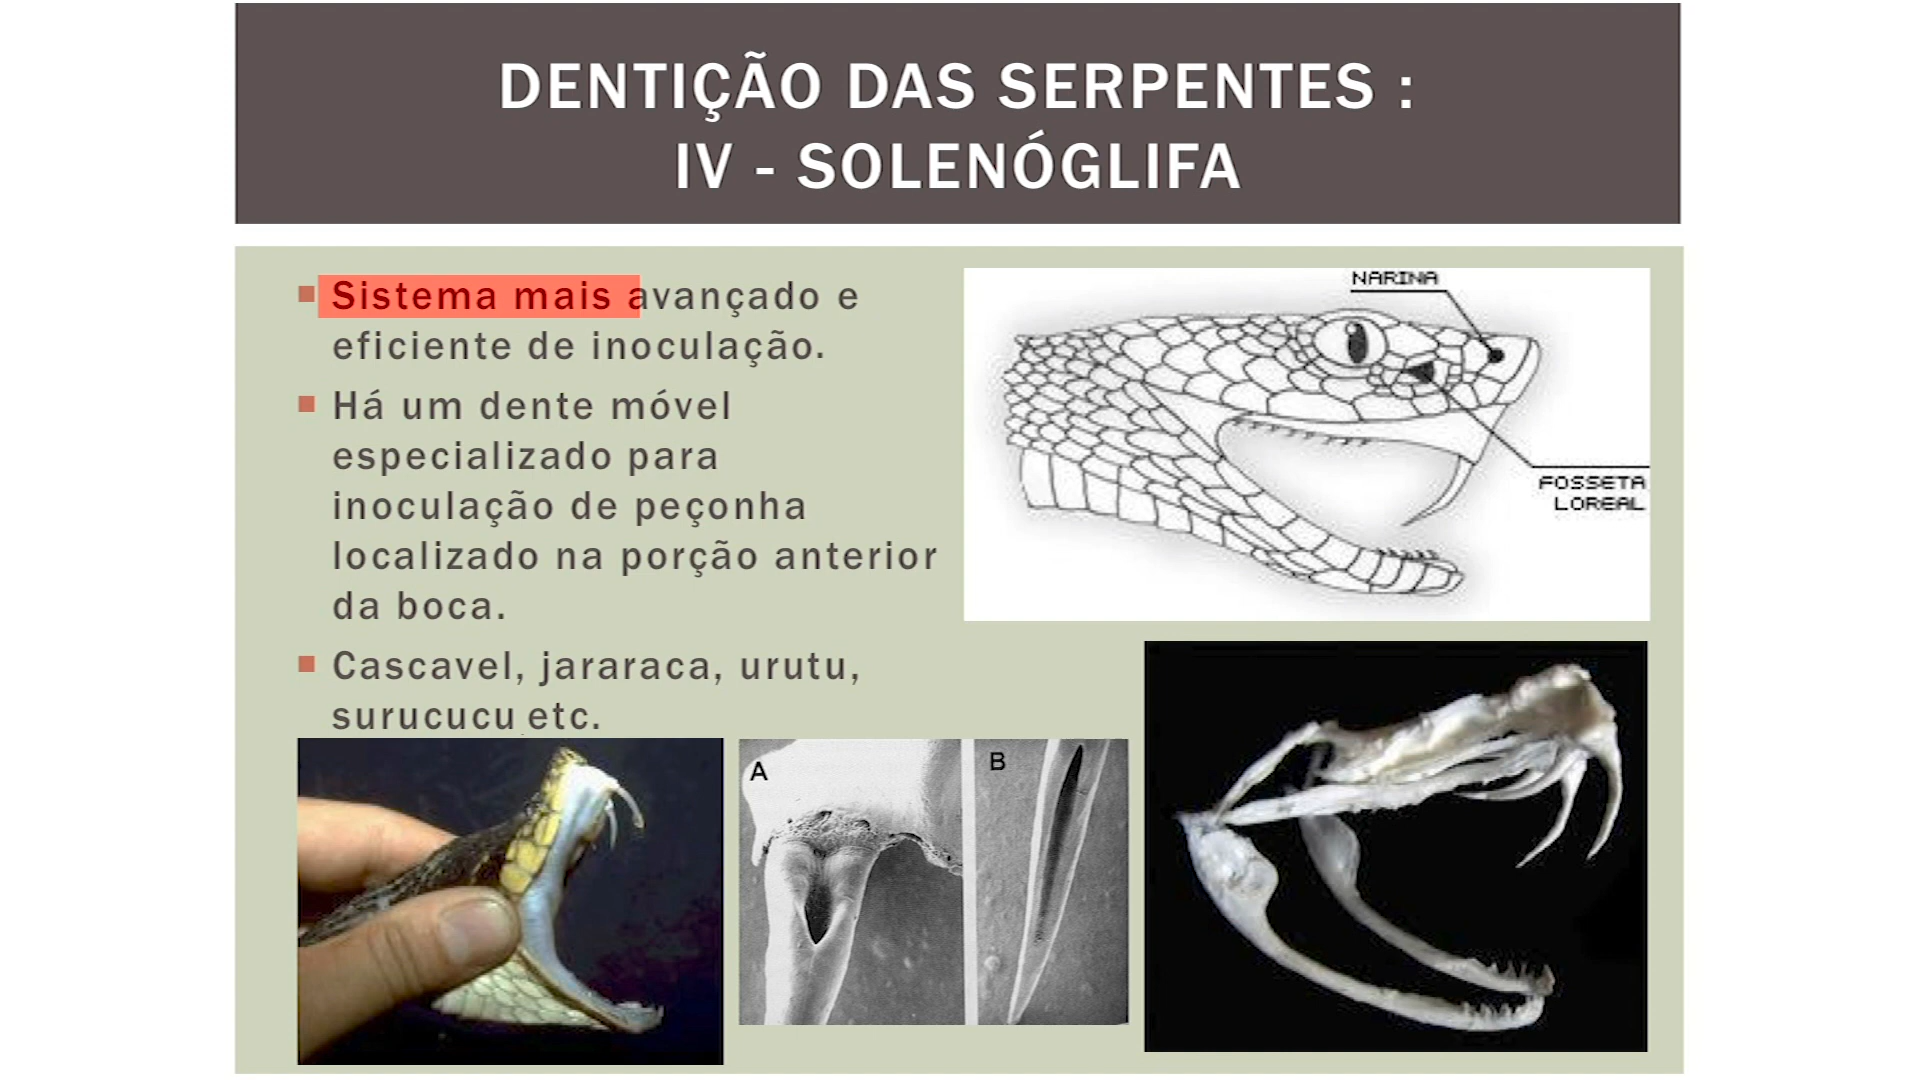 DENTIÇÃO DAS SERPENTES :
IV - SOLENÓGLIFA
Sistema mais avançado e
eficiente de inoculação.
Há um dente móvel
especializado para
inoculação de peçonha
localizado na porção anterior
da boca.
Cascavel, jararaca, urutu,
surucucu etc.
NARINA
FOSSETA
LOREAL
A
B